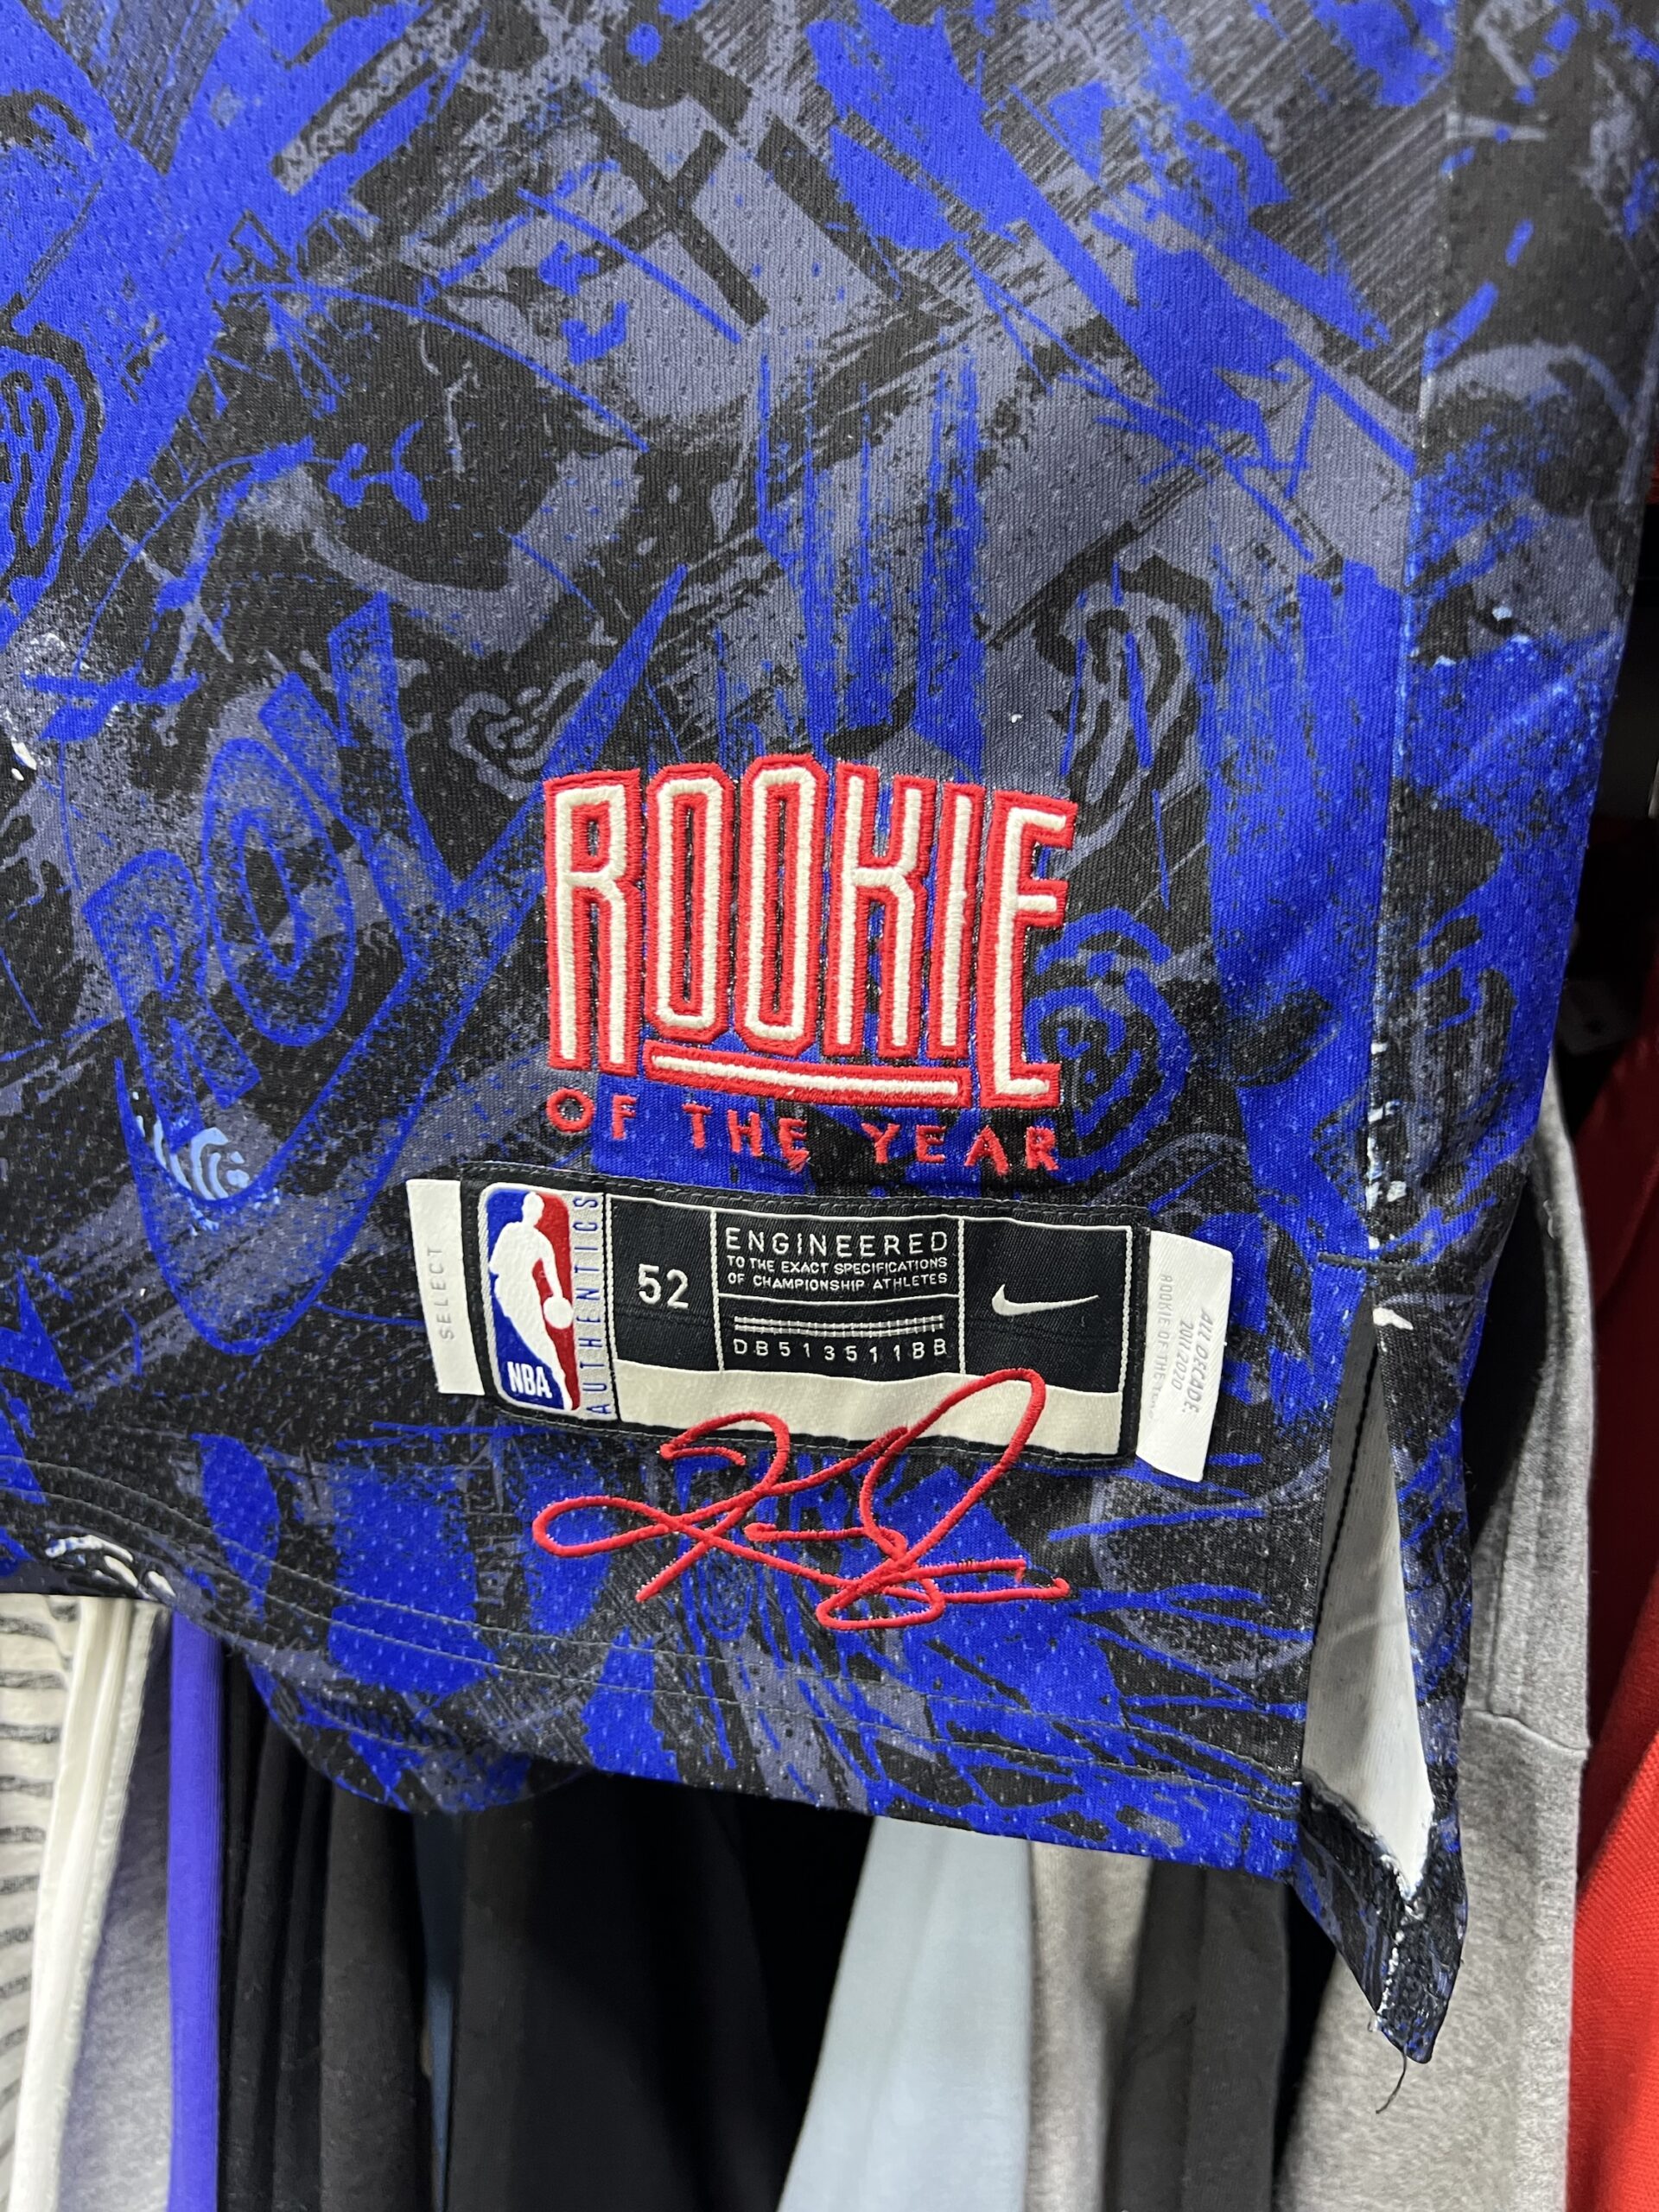 ROY
ROOKIE
OF THE YEAR
SELECT
NBA
AUTHENTICS
52
ENGINEERED
TO THE EXACT SPECIFICATIONS
OF CHAMPIONSHIP ATHLETES
DB513511BB
ALL DECADE.
2011.2020
ROOKIE OF THE